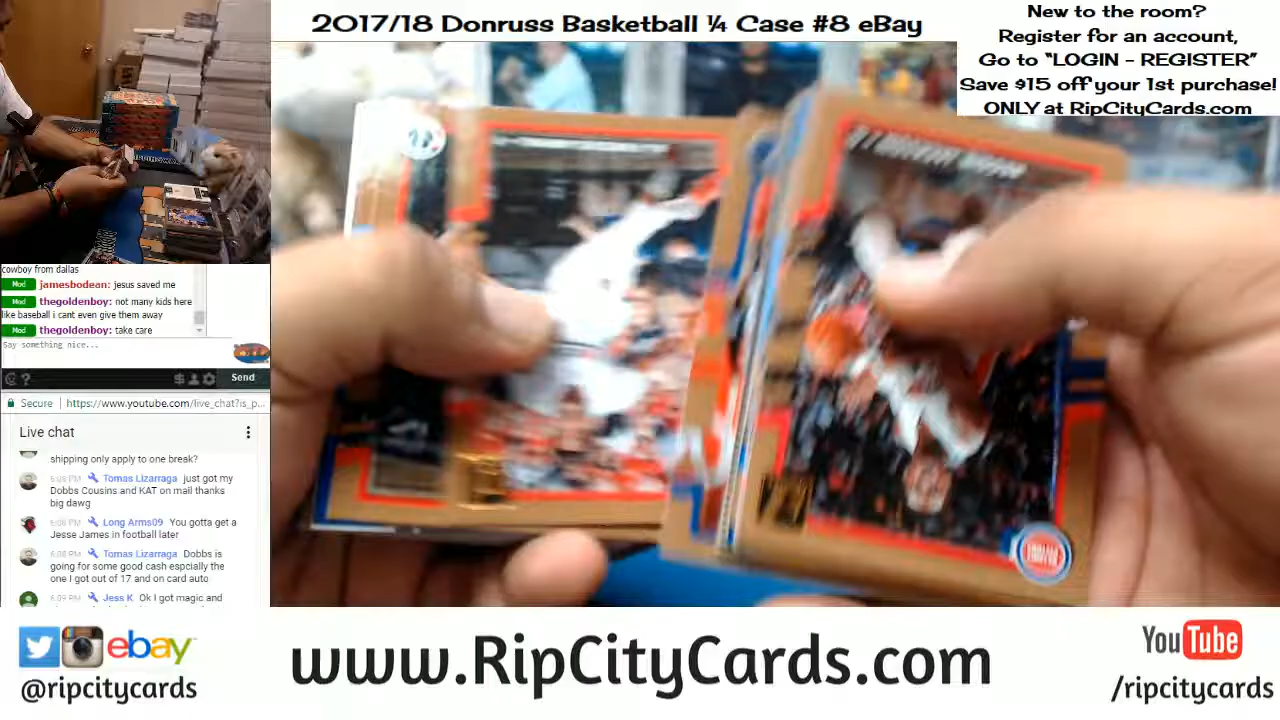 2017/18 Donruss Basketball ¼ Case #8 eBay
New to the room?
Register for an account,
Go to "LOGIN - REGISTER"
Save $15 off your 1st purchase!
ONLY at RipCityCards.com
cowboy from dallas
Mod jamesbodean: jesus saved me
Mod thegoldenboy: not many kids here
like baseball i cant even give them away
Mod thegoldenboy: take care
Say something nice...
Send
Secure https://www.youtube.com/live_chat?is_p...
Live chat
shipping only apply to one break?
6:08 PM Tomas Lizarraga just got my
Dobbs Cousins and KAT on mail thanks
big dawg
6:08 PM Long Arms09 You gotta get a
Jesse James in football later
6:08 PM Tomas Lizarraga Dobbs is
going for some good cash espcially the
one I got out of 17 and on card auto
6:09 PM Jess K Ok I got magic and
ebay
@ripcitycards
www.RipCityCards.com
YouTube
/ripcitycards